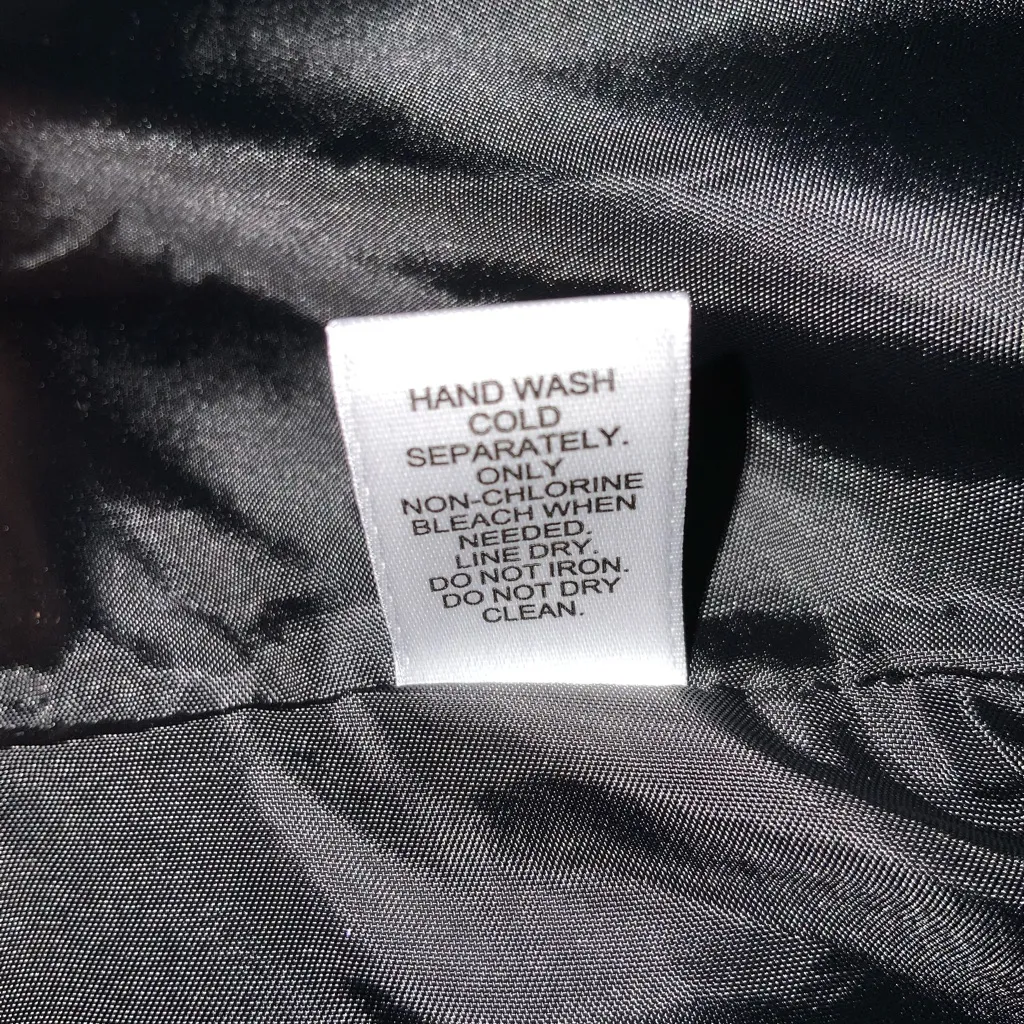 HAND WASH
COLD
SEPARATELY.
ONLY
NON-CHLORINE
BLEACH WHEN
NEEDED.
LINE DRY.
DO NOT IRON.
DO NOT DRY
CLEAN.